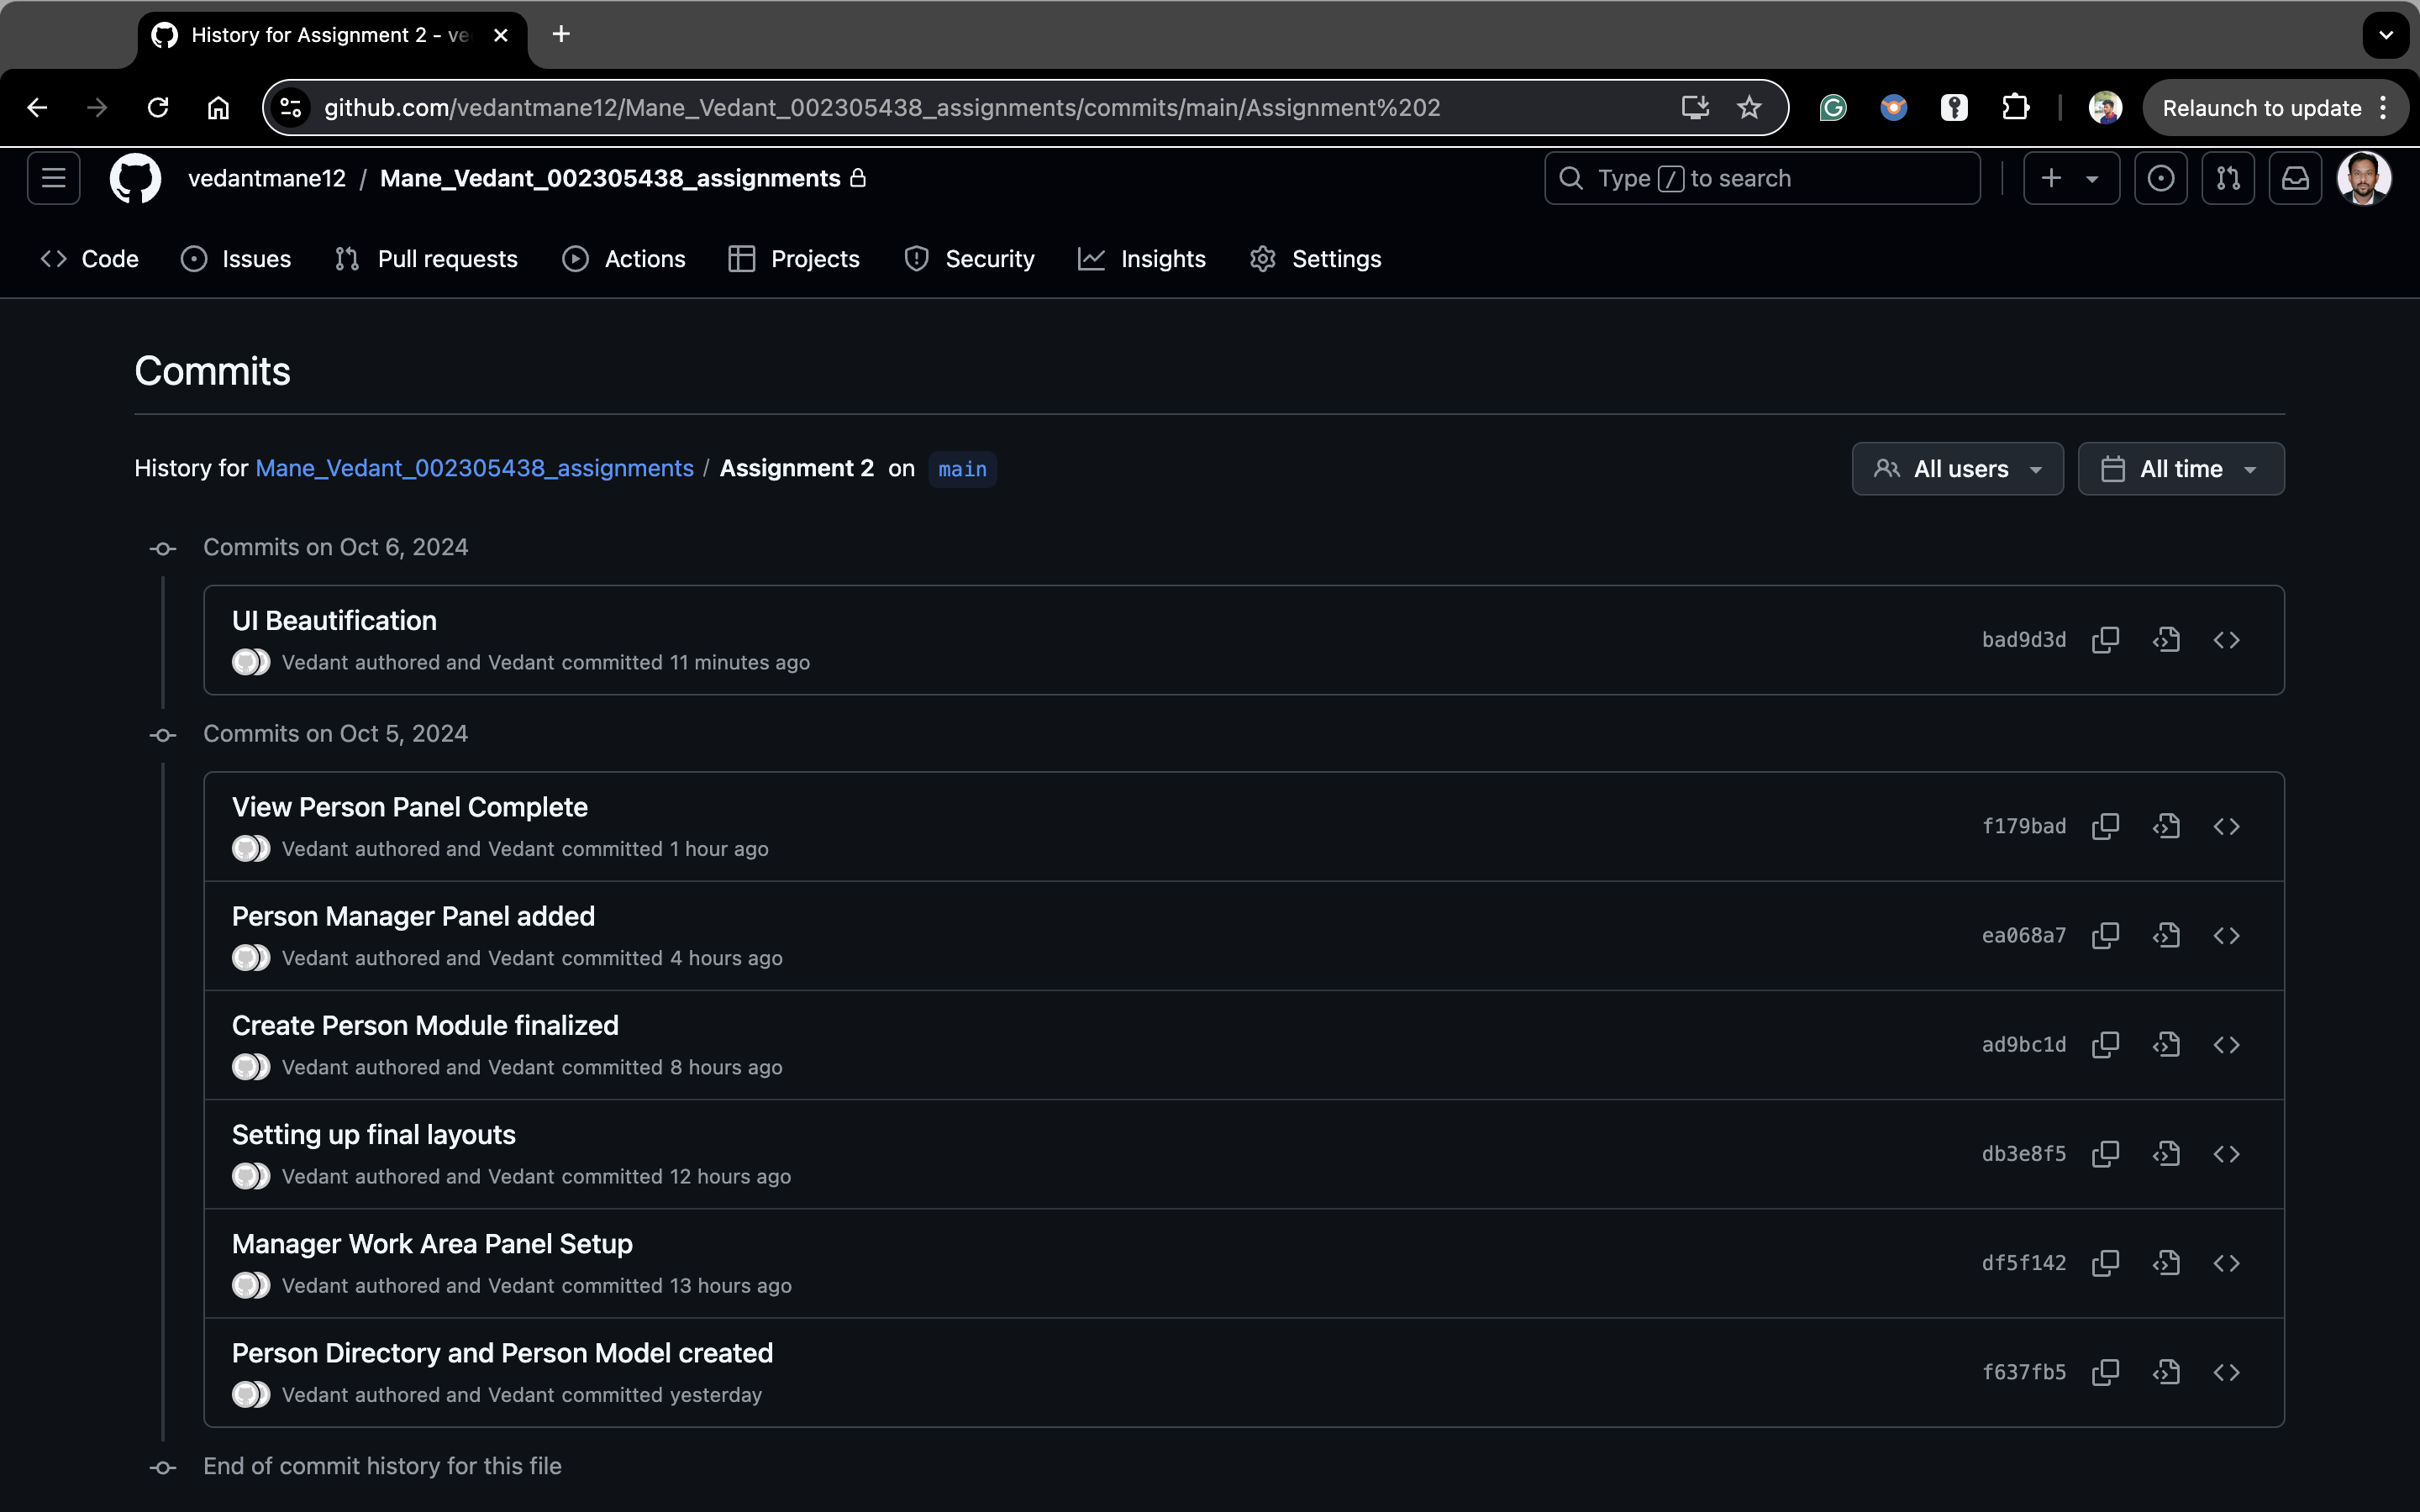 History for Assignment 2 - ve
github.com/vedantmane12/Mane_Vedant_002305438_assignments/commits/main/Assignment%202
Relaunch to update
vedantmane12 / Mane_Vedant_002305438_assignments
Type / to search
Code
Issues
Pull requests
Actions
Projects
Security
Insights
Settings
Commits
History for Mane_Vedant_002305438_assignments / Assignment 2 on main
All users
All time
Commits on Oct 6, 2024
UI Beautification
Vedant authored and Vedant committed 11 minutes ago
bad9d3d
Commits on Oct 5, 2024
View Person Panel Complete
Vedant authored and Vedant committed 1 hour ago
f179bad
Person Manager Panel added
Vedant authored and Vedant committed 4 hours ago
ea068a7
Create Person Module finalized
Vedant authored and Vedant committed 8 hours ago
ad9bc1d
Setting up final layouts
Vedant authored and Vedant committed 12 hours ago
db3e8f5
Manager Work Area Panel Setup
Vedant authored and Vedant committed 13 hours ago
df5f142
Person Directory and Person Model created
Vedant authored and Vedant committed yesterday
f637fb5
End of commit history for this file